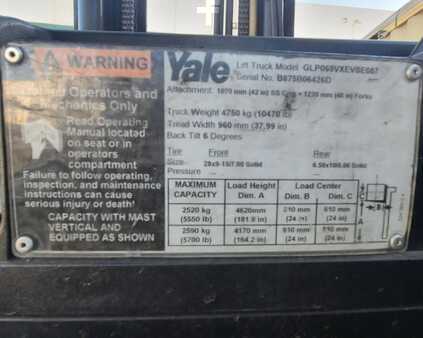 WARNING
Operators and
Mechanics Only
Read Operating
Manual located
on seat or in
operators
compartment
Failure to follow operating,
inspection, and maintenance
instructions can cause
serious injury or death!
CAPACITY WITH MAST
VERTICAL AND
EQUIPPED AS SHOWN
Yale
Lift Truck Model GLP060VXEVSE087
Serial No. B875B06426D
Attachment: 1070 mm (42 in) SS Crg + 1220 mm (48 in) Forks
Truck Weight 4750 kg (10470 lb)
Tread Width 960 mm (37.99 in)
Back Tilt 6 Degrees
Tire Front Rear
Size: 28x9-15/7.00 Solid 6.50x10/5.00 Solid
Pressure
MAXIMUM CAPACITY Load Height Dim. A Load Center Dim. B Dim. C
2520 kg (5550 lb) 4620mm (181.9 in) 610 mm (24 in) 610 mm (24 in)
2590 kg (5700 lb) 4170 mm (164.2 in) 610 mm (24 in) 610 mm (24 in)
A
B
C